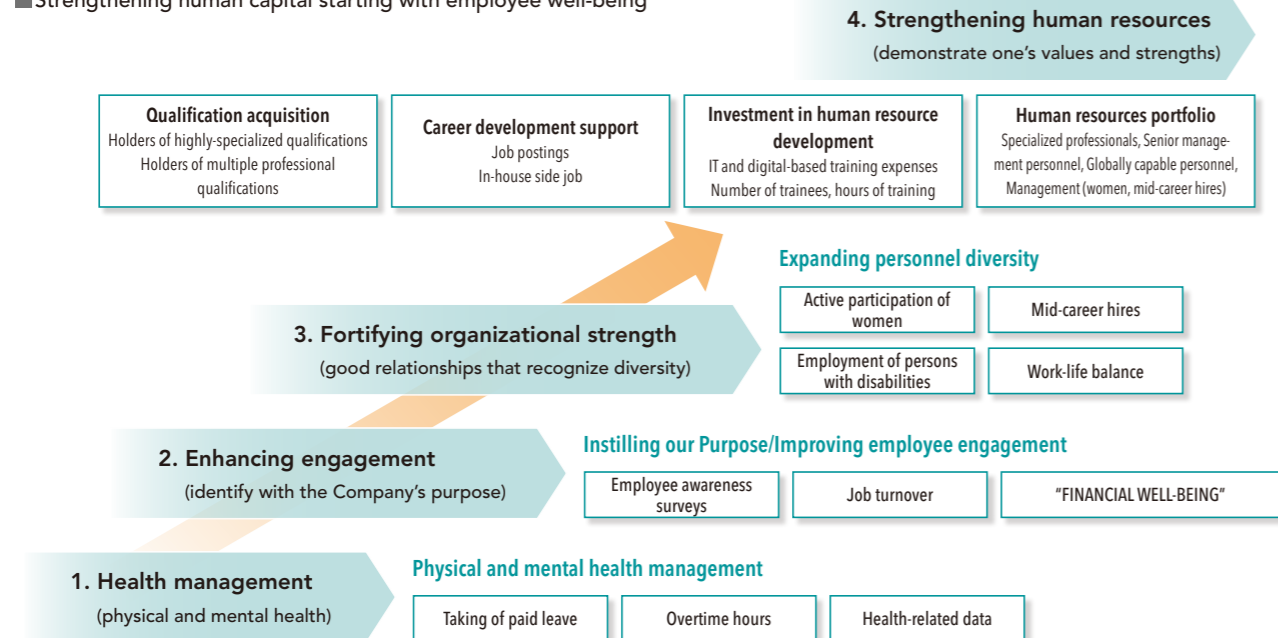 Strengthening human capital starting with employee well-being
4. Strengthening human resources
(demonstrate one's values and strengths)
Qualification acquisition
Holders of highly-specialized qualifications
Holders of multiple professional
qualifications
Career development support
Job postings
In-house side job
Investment in human resource
development
IT and digital-based training expenses
Number of trainees, hours of training
Human resources portfolio
Specialized professionals, Senior manage-
ment personnel, Globally capable personnel,
Management (women, mid-career hires)
3. Fortifying organizational strength
(good relationships that recognize diversity)
Expanding personnel diversity
Active participation of
women
Mid-career hires
Employment of persons
with disabilities
Work-life balance
2. Enhancing engagement
(identify with the Company's purpose)
Instilling our Purpose/Improving employee engagement
Employee awareness
surveys
Job turnover
"FINANCIAL WELL-BEING"
1. Health management
(physical and mental health)
Physical and mental health management
Taking of paid leave
Overtime hours
Health-related data